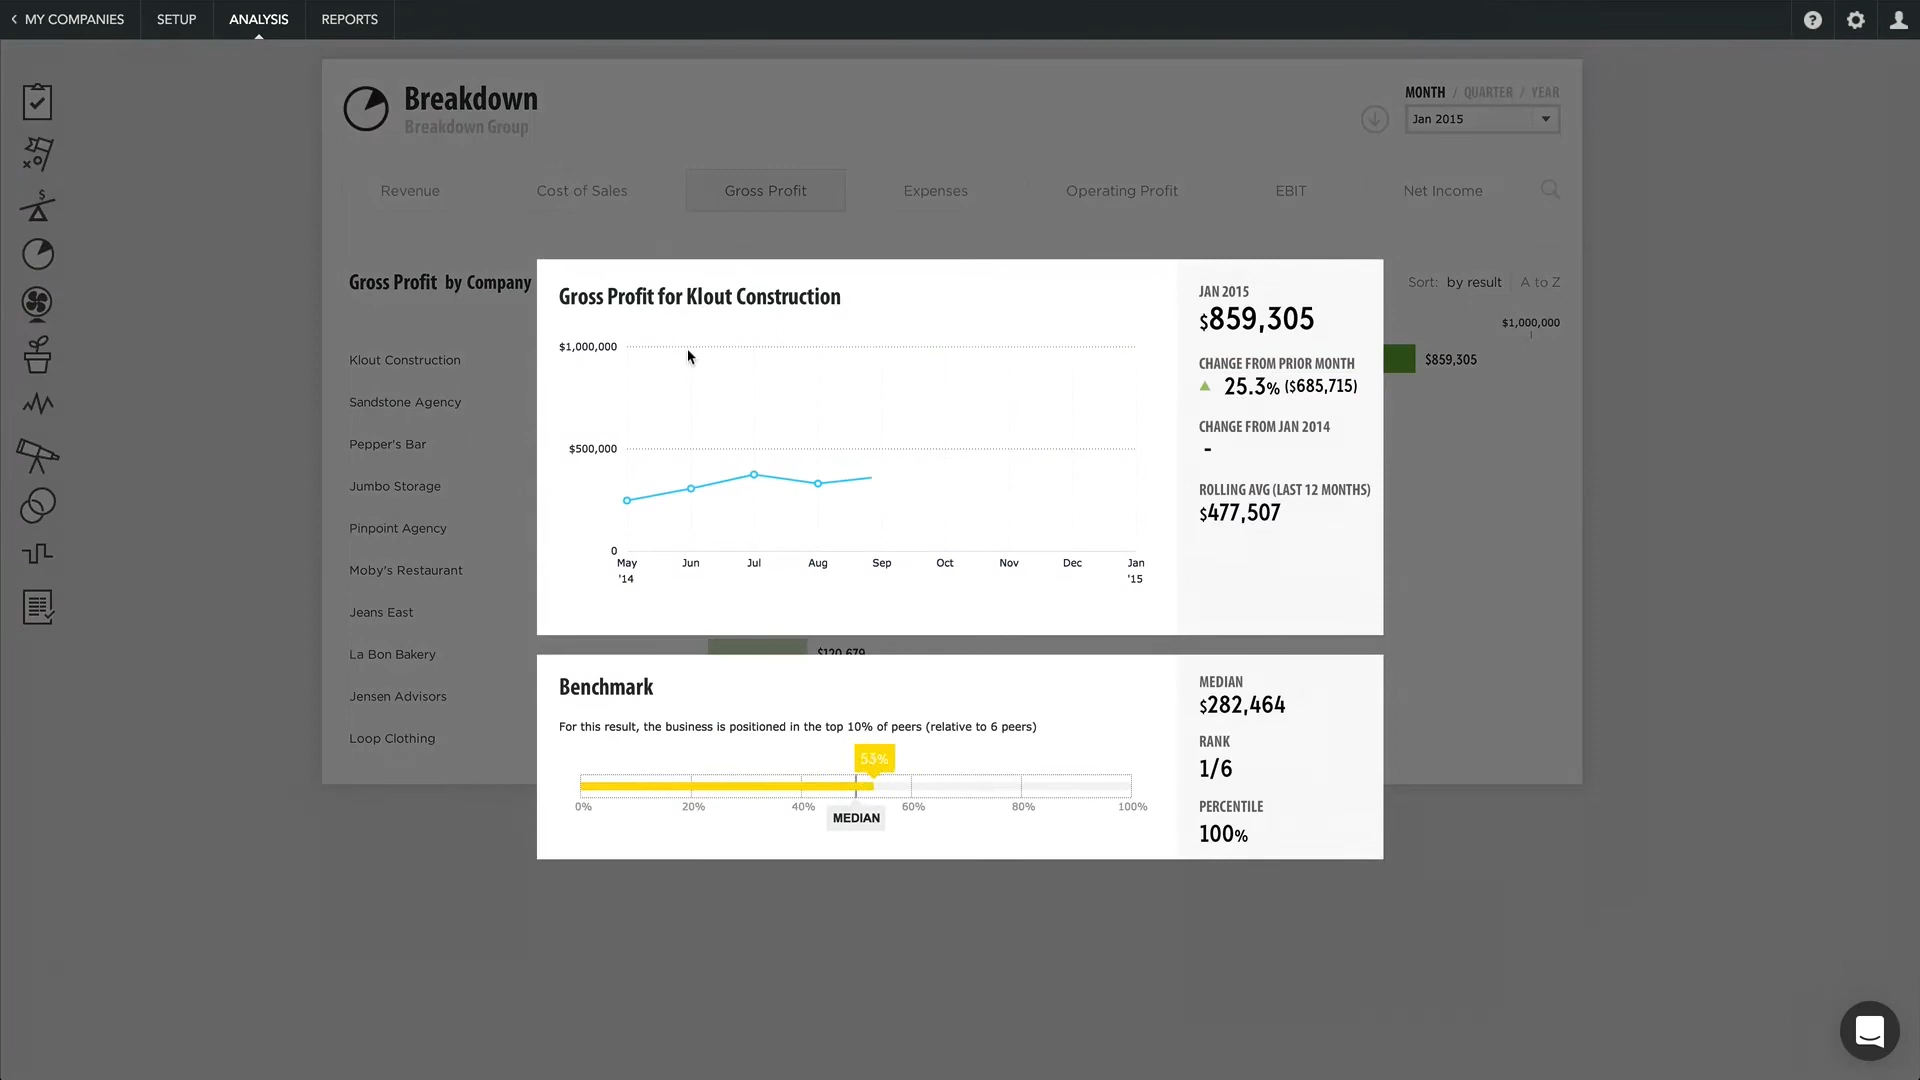 MY COMPANIES SETUP ANALYSIS REPORTS
Breakdown
Breakdown Group
MONTH / QUARTER / YEAR
Jan 2015
Revenue Cost of Sales Gross Profit Expenses Operating Profit EBIT Net Income
Gross Profit by Company
Sort: by result A to Z
$1,000,000
Klout Construction
$859,305
Sandstone Agency
Pepper's Bar
Jumbo Storage
Pinpoint Agency
Moby's Restaurant
Jeans East
La Bon Bakery
$120,679
Jensen Advisors
Loop Clothing
Gross Profit for Klout Construction
$1,000,000
$500,000
0
May Jun Jul Aug Sep Oct Nov Dec Jan
'14 '15
JAN 2015
$859,305
CHANGE FROM PRIOR MONTH
25.3% ($685,715)
CHANGE FROM JAN 2014
-
ROLLING AVG (LAST 12 MONTHS)
$477,507
Benchmark
For this result, the business is positioned in the top 10% of peers (relative to 6 peers)
53%
0% 20% 40% 60% 80% 100%
MEDIAN
MEDIAN
$282,464
RANK
1/6
PERCENTILE
100%